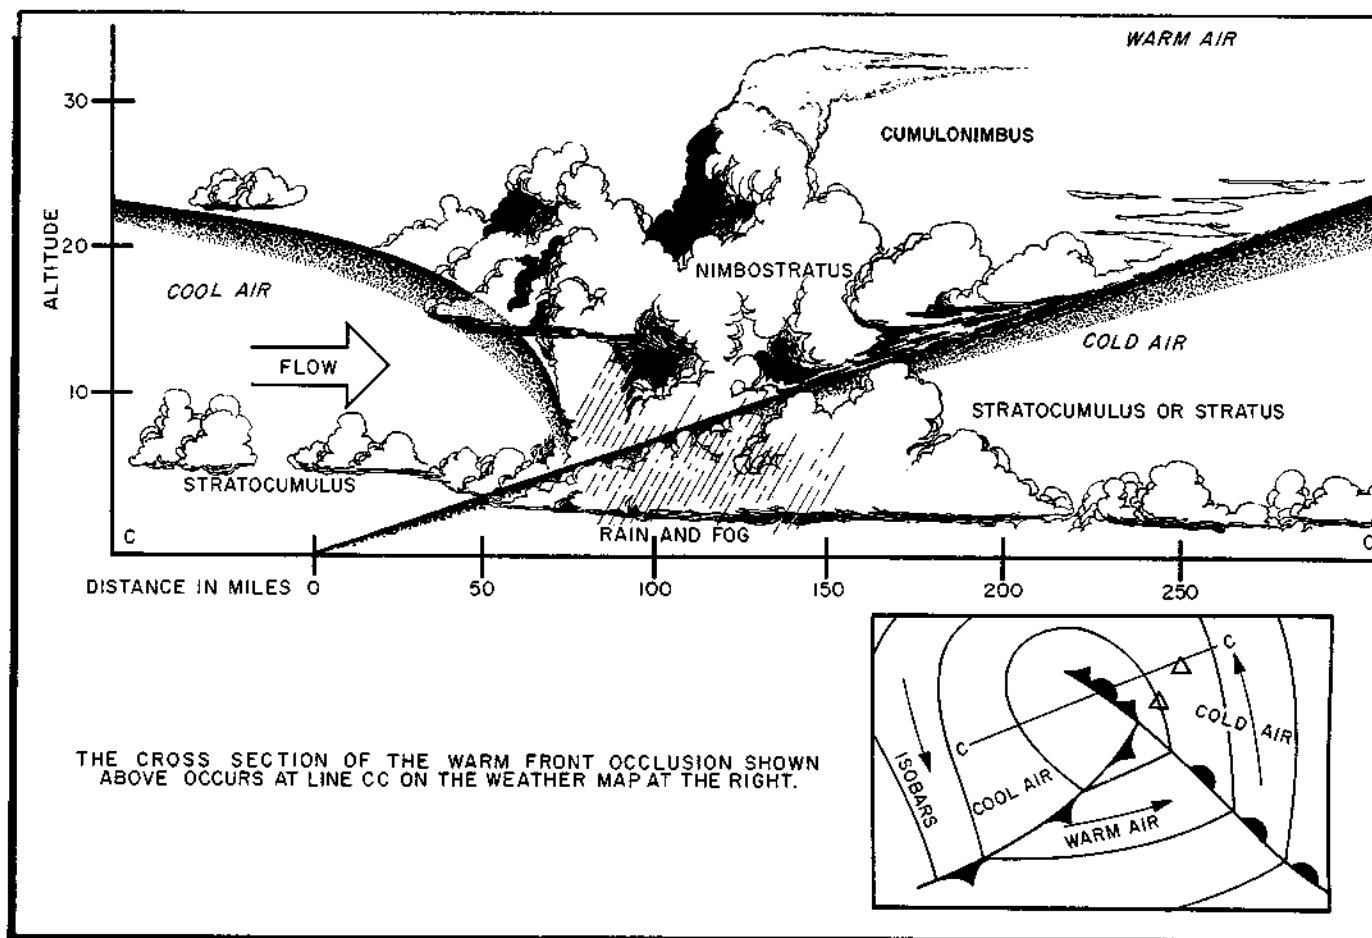 WARM AIR
30
CUMULONIMBUS
ALTITUDE
20
NIMBOSTRATUS
COOL AIR
COLD AIR
FLOW
10
STRATOCUMULUS OR STRATUS
STRATOCUMULUS
RAIN AND FOG
C
C
DISTANCE IN MILES 0 50 100 150 200 250
THE CROSS SECTION OF THE WARM FRONT OCCLUSION SHOWN
ABOVE OCCURS AT LINE CC ON THE WEATHER MAP AT THE RIGHT.
C
COLD AIR
C
ISOBARS
COOL AIR
WARM AIR